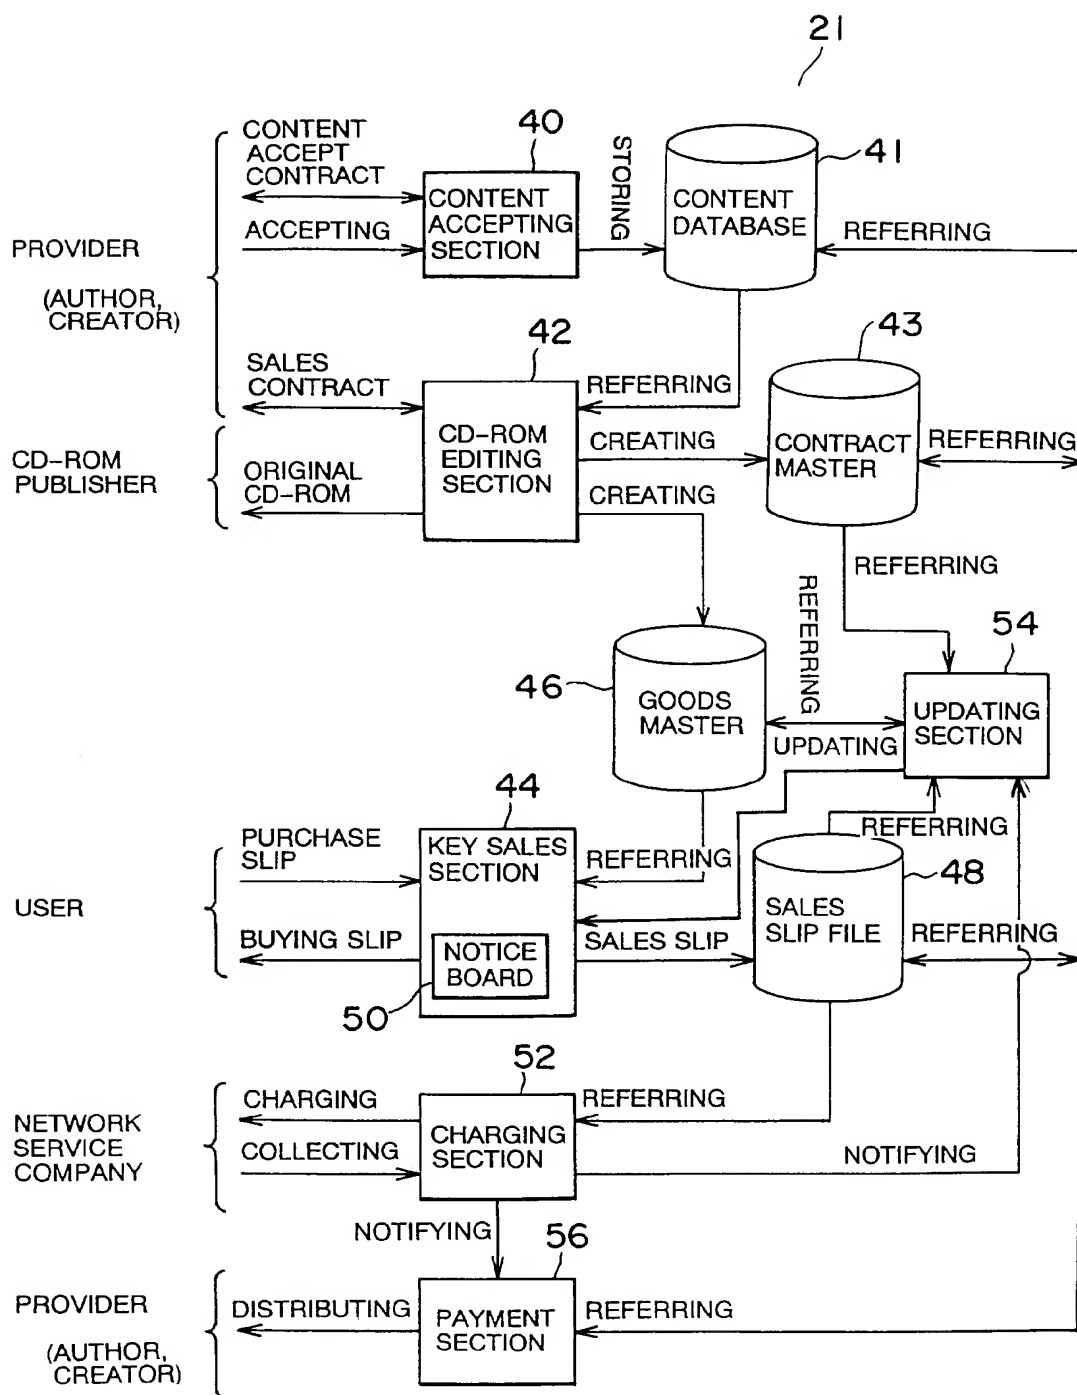 21
CONTENT
ACCEPT
CONTRACT
ACCEPTING
PROVIDER
(AUTHOR,
CREATOR)
40
CONTENT
ACCEPTING
SECTION
STORING
41
CONTENT
DATABASE
REFERRING
SALES
CONTRACT
42
CD-ROM
EDITING
SECTION
REFERRING
CREATING
CREATING
43
CONTRACT
MASTER
REFERRING
CD-ROM
PUBLISHER
ORIGINAL
CD-ROM
REFERRING
REFERRING
46
GOODS
MASTER
UPDATING
54
UPDATING
SECTION
44
PURCHASE
SLIP
KEY SALES
SECTION
REFERRING
REFERRING
48
USER
BUYING SLIP
NOTICE
BOARD
50
SALES SLIP
SALES
SLIP FILE
REFERRING
52
NETWORK
SERVICE
COMPANY
CHARGING
COLLECTING
CHARGING
SECTION
REFERRING
NOTIFYING
NOTIFYING
56
PROVIDER
(AUTHOR,
CREATOR)
DISTRIBUTING
PAYMENT
SECTION
REFERRING